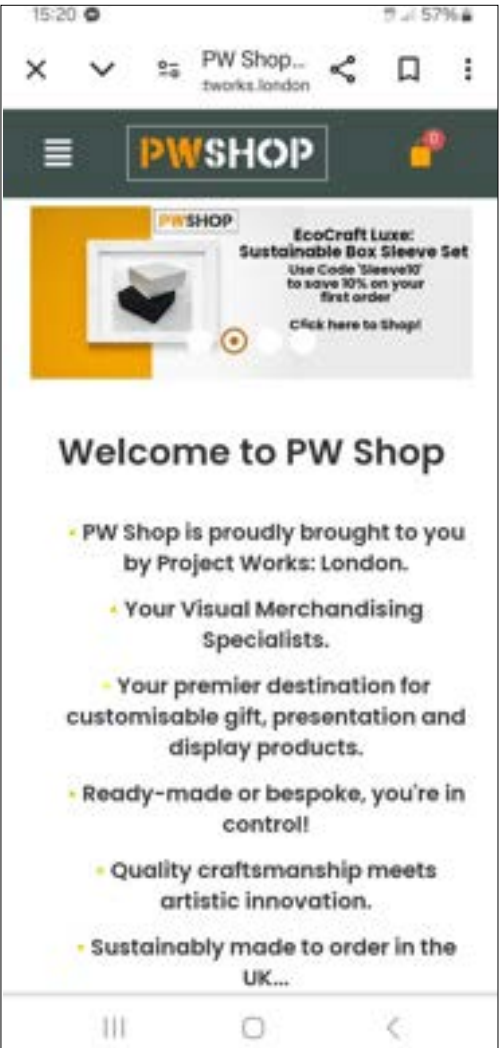 15:20
57%
PW Shop...
tworks.london
PWSHOP
0
PWSHOP
EcoCraft Luxe:
Sustainable Box Sleeve Set
Use Code 'Sleeve10'
to save 10% on your
first order
Click here to Shop!
Welcome to PW Shop
• PW Shop is proudly brought to you
by Project Works: London.
• Your Visual Merchandising
Specialists.
• Your premier destination for
customisable gift, presentation and
display products.
• Ready-made or bespoke, you're in
control!
• Quality craftsmanship meets
artistic innovation.
• Sustainably made to order in the
UK...